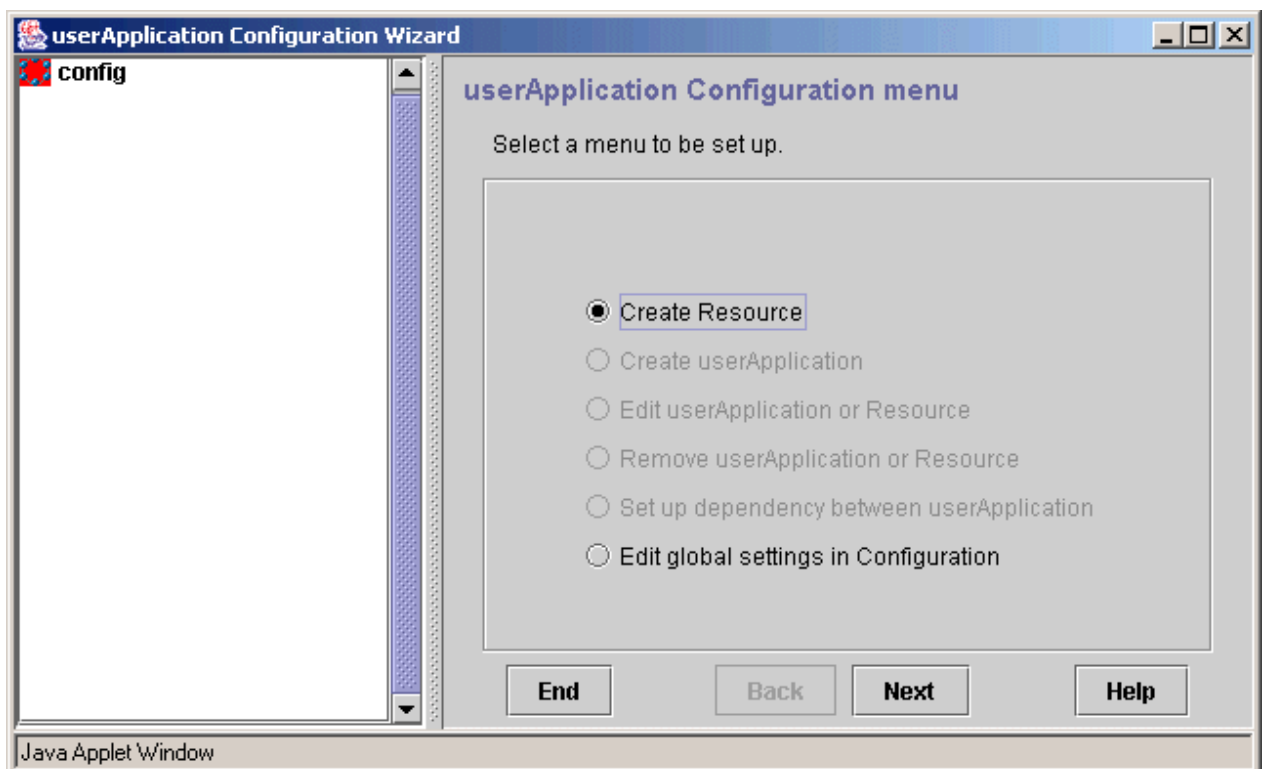 userApplication Configuration Wizard
config
userApplication Configuration menu
Select a menu to be set up.
Create Resource
Create userApplication
Edit userApplication or Resource
Remove userApplication or Resource
Set up dependency between userApplication
Edit global settings in Configuration
End Back Next Help
Java Applet Window